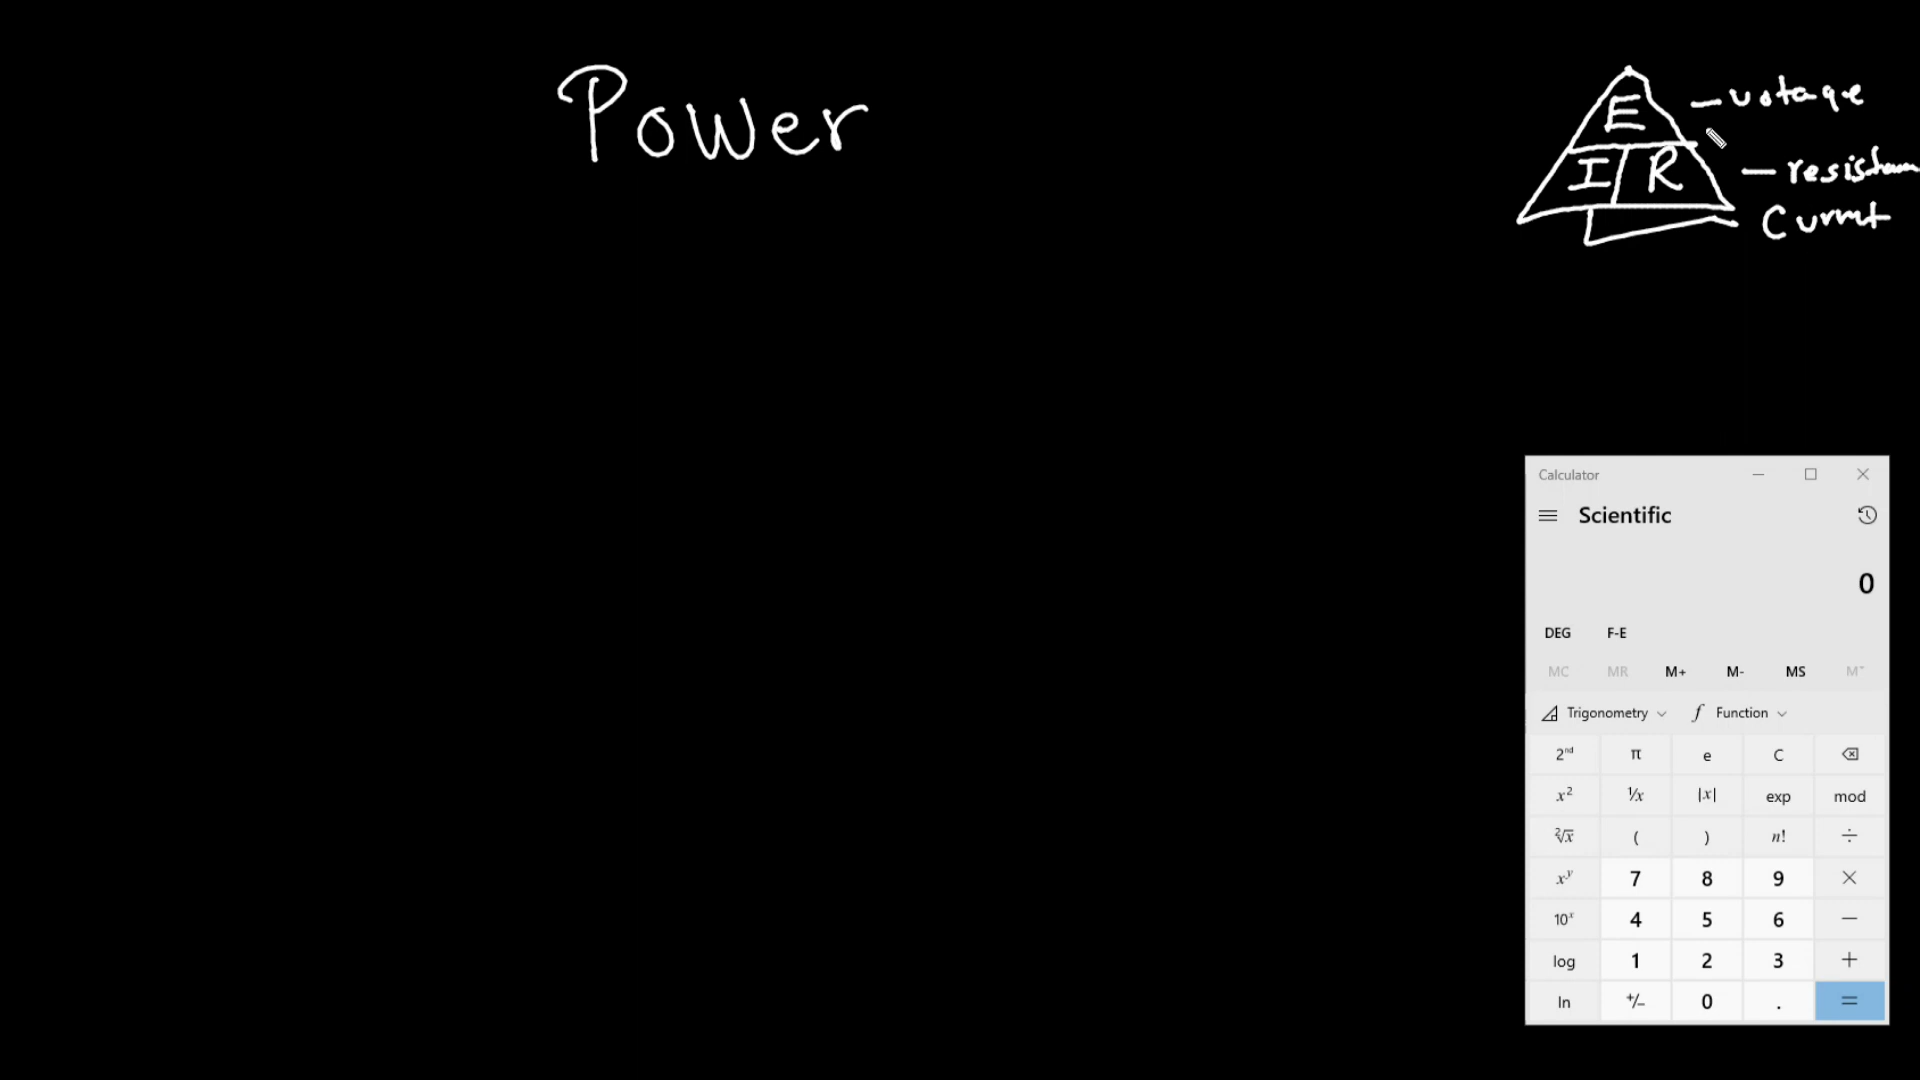 Power
E - votage
I R - resistan
Currnt
Calculator
Scientific
0
DEG F-E
MC MR M+ M- MS M˅
Trigonometry f Function
2ⁿᵈ π e C
x² ¹/x |x| exp mod
²√x ( ) n! ÷
xʸ 7 8 9 ×
10ˣ 4 5 6 −
log 1 2 3 +
ln +/− 0 . =